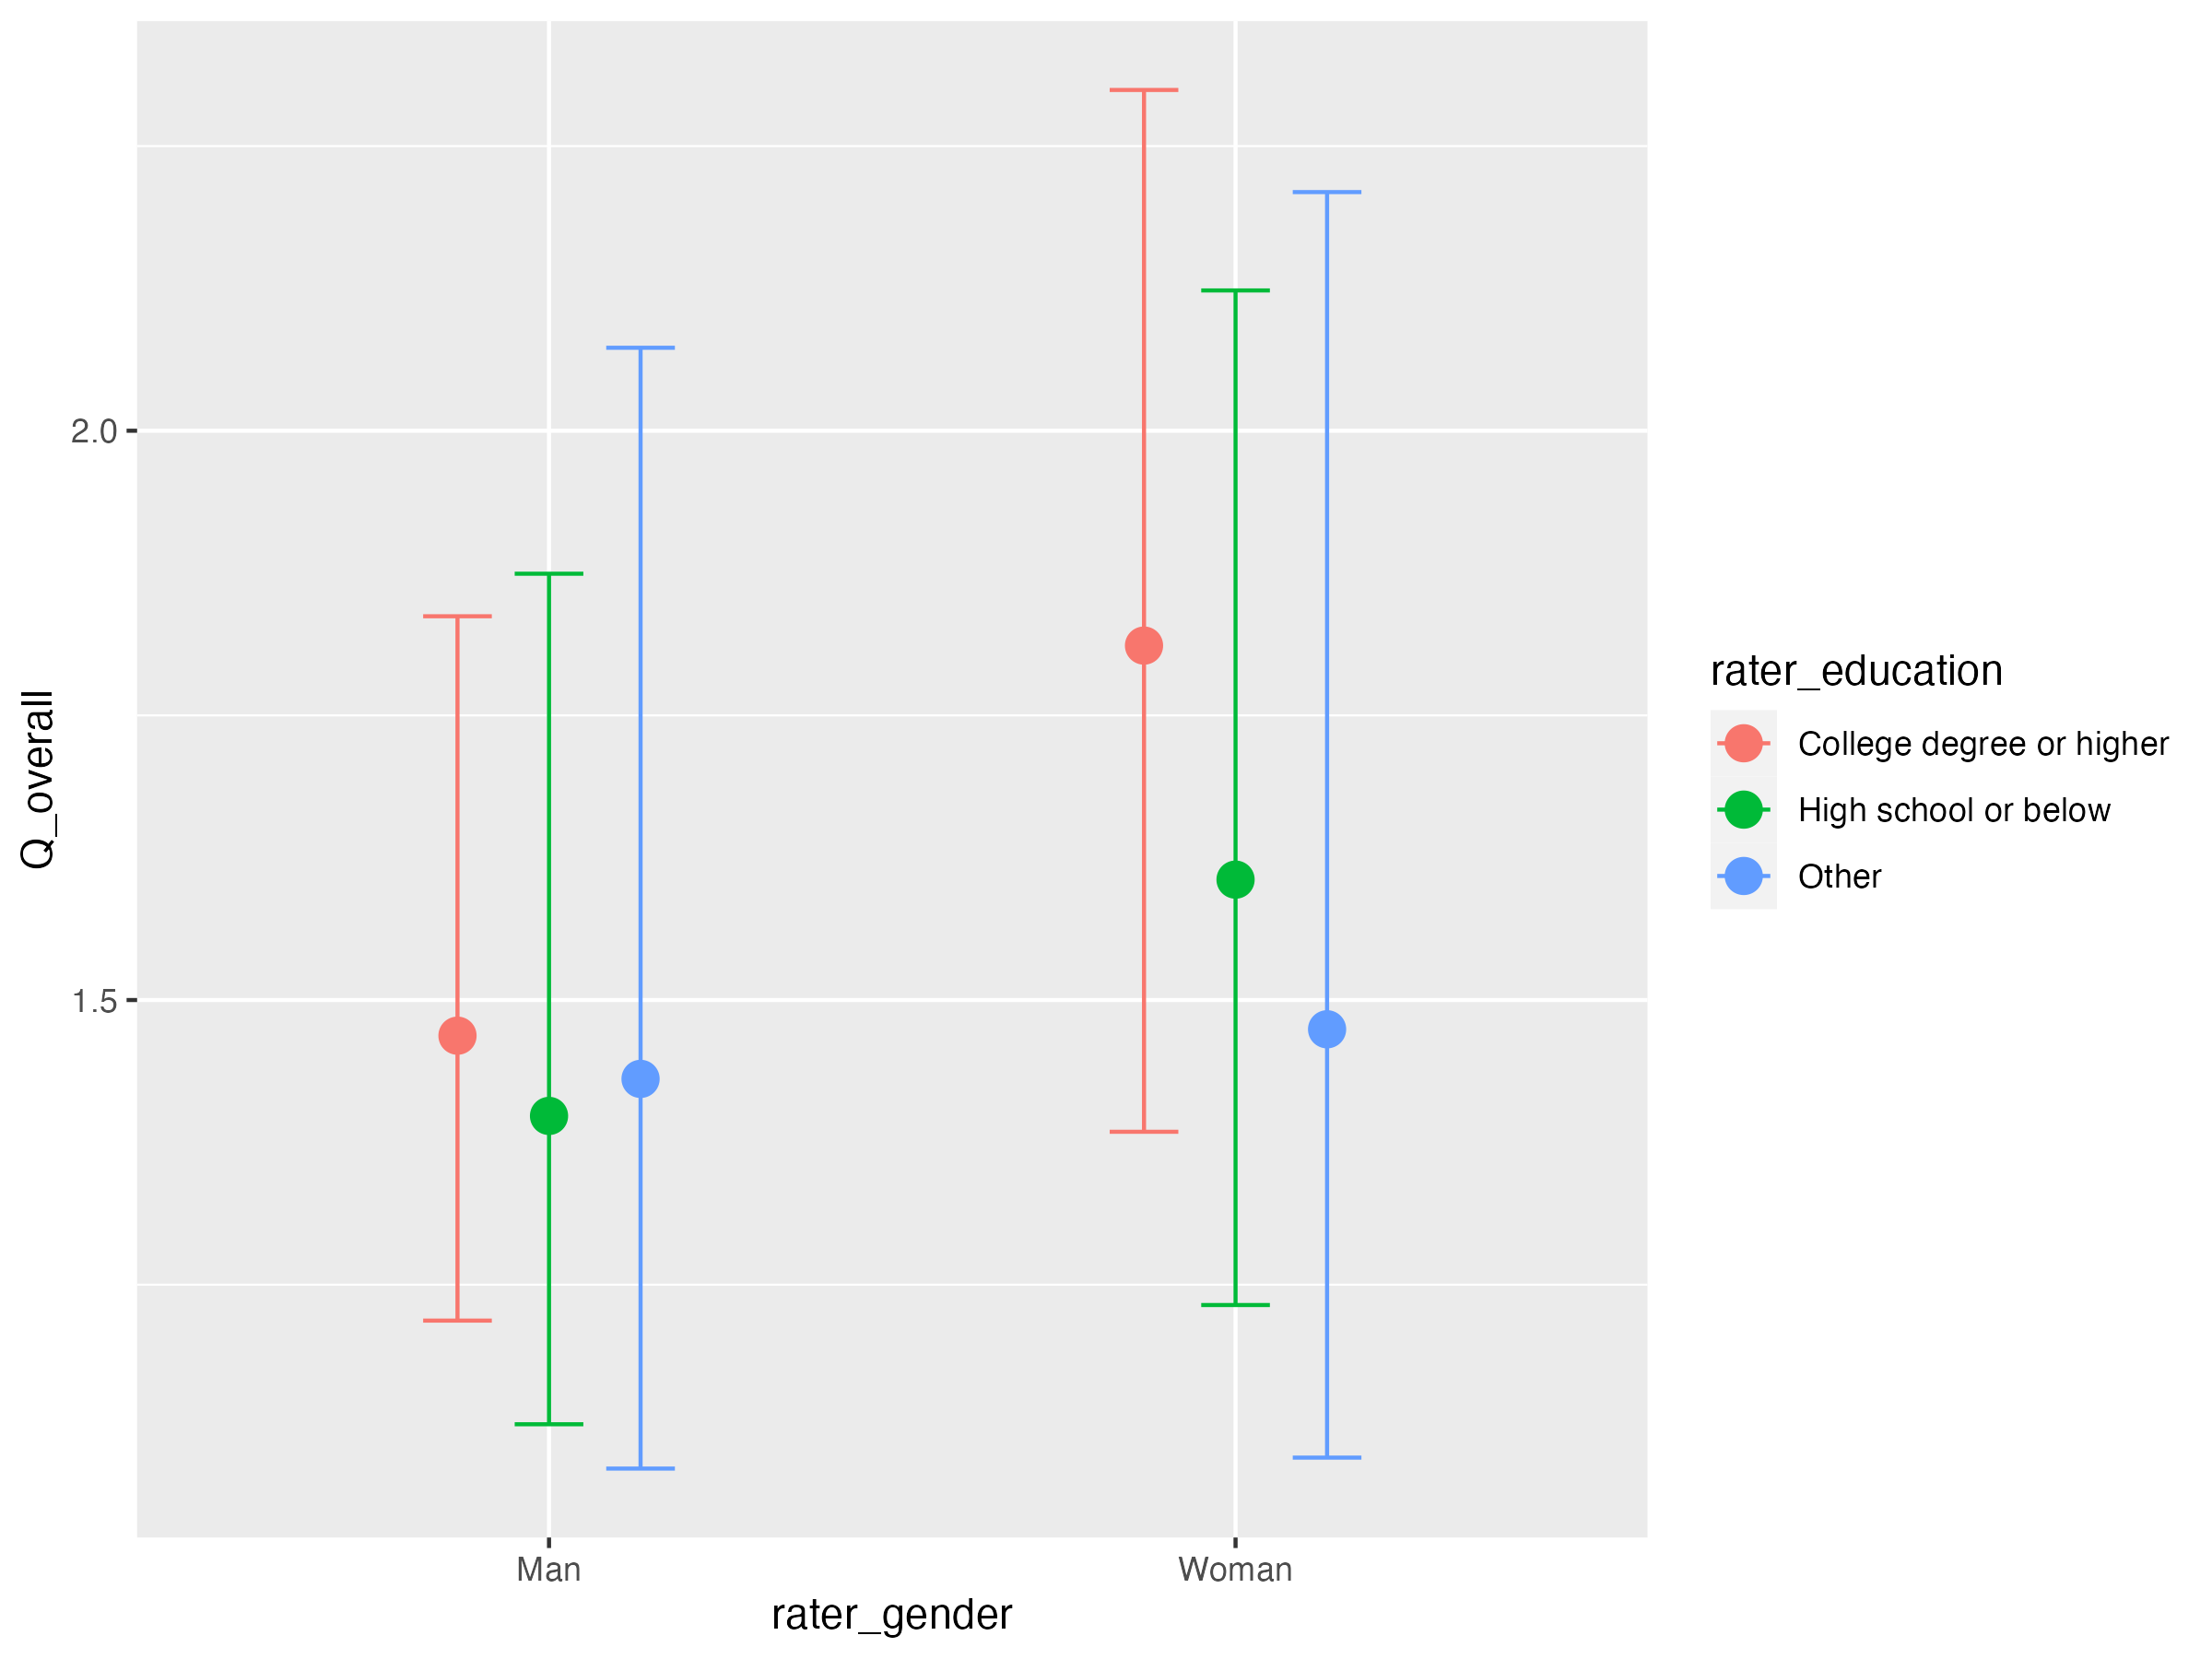 Q_overall
2.0
1.5
Man
Woman
rater_gender
rater_education
College degree or higher
High school or below
Other